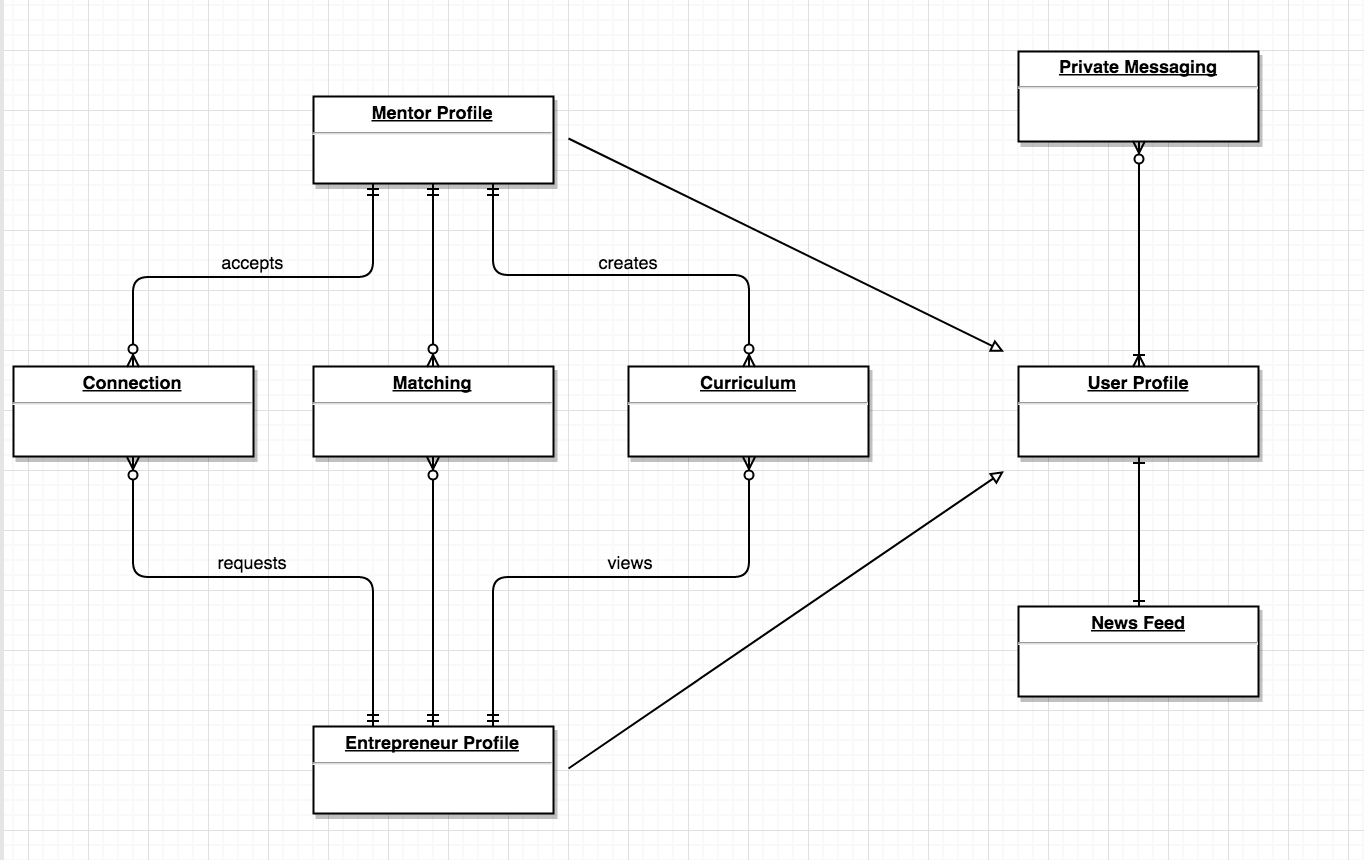 Private Messaging
Mentor Profile
accepts
creates
Connection
Matching
Curriculum
User Profile
requests
views
News Feed
Entrepreneur Profile